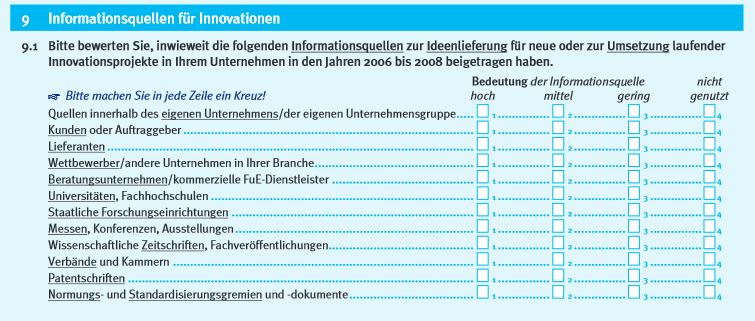 9 Informationsquellen für Innovationen
9.1 Bitte bewerten Sie, inwieweit die folgenden Informationsquellen zur Ideenlieferung für neue oder zur Umsetzung laufender
Innovationsprojekte in Ihrem Unternehmen in den Jahren 2006 bis 2008 beigetragen haben.
Bedeutung der Informationsquelle nicht
☞ Bitte machen Sie in jede Zeile ein Kreuz! hoch mittel gering genutzt
Quellen innerhalb des eigenen Unternehmens/der eigenen Unternehmensgruppe..... □ 1 ........... □ 2 ........... □ 3 ........... □ 4
Kunden oder Auftraggeber ........... □ 1 ........... □ 2 ........... □ 3 ........... □ 4
Lieferanten ........... □ 1 ........... □ 2 ........... □ 3 ........... □ 4
Wettbewerber/andere Unternehmen in Ihrer Branche........... □ 1 ........... □ 2 ........... □ 3 ........... □ 4
Beratungsunternehmen/kommerzielle FuE-Dienstleister ........... □ 1 ........... □ 2 ........... □ 3 ........... □ 4
Universitäten, Fachhochschulen ........... □ 1 ........... □ 2 ........... □ 3 ........... □ 4
Staatliche Forschungseinrichtungen ........... □ 1 ........... □ 2 ........... □ 3 ........... □ 4
Messen, Konferenzen, Ausstellungen ........... □ 1 ........... □ 2 ........... □ 3 ........... □ 4
Wissenschaftliche Zeitschriften, Fachveröffentlichungen........... □ 1 ........... □ 2 ........... □ 3 ........... □ 4
Verbände und Kammern ........... □ 1 ........... □ 2 ........... □ 3 ........... □ 4
Patentschriften ........... □ 1 ........... □ 2 ........... □ 3 ........... □ 4
Normungs- und Standardisierungsgremien und -dokumente........... □ 1 ........... □ 2 ........... □ 3 ........... □ 4